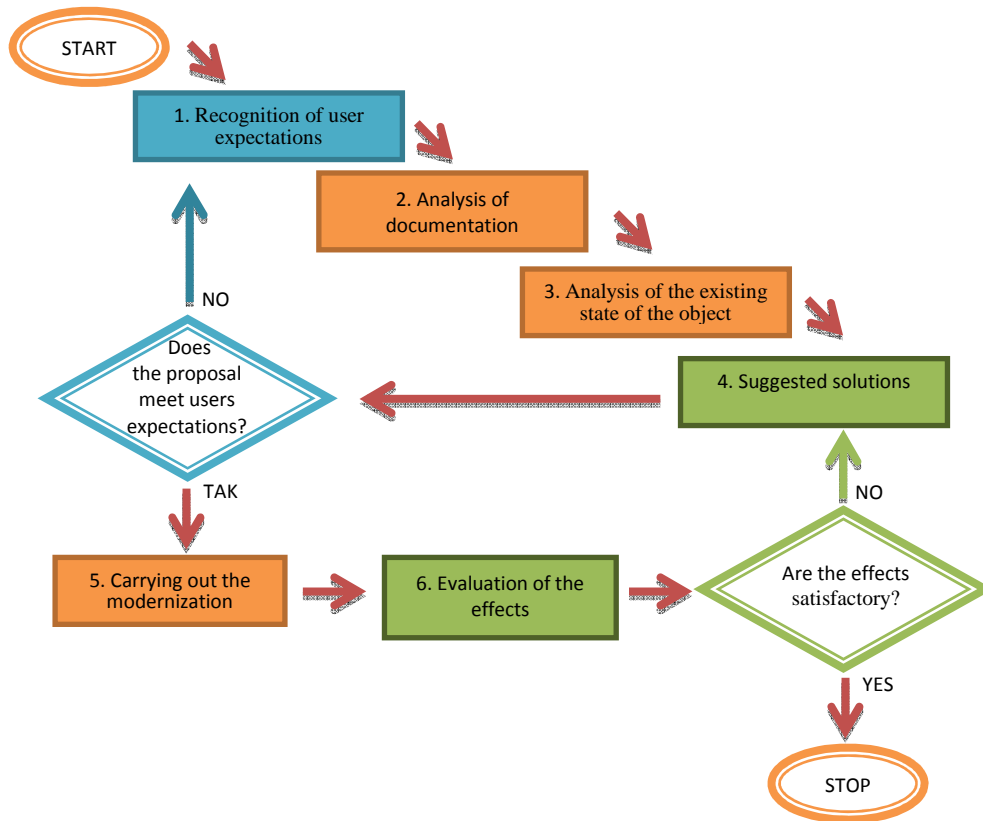 START
1. Recognition of user
expectations
2. Analysis of
documentation
3. Analysis of the existing
state of the object
4. Suggested solutions
NO
Does
the proposal
meet users
expectations?
TAK
NO
5. Carrying out the
modernization
6. Evaluation of the
effects
Are the effects
satisfactory?
YES
STOP